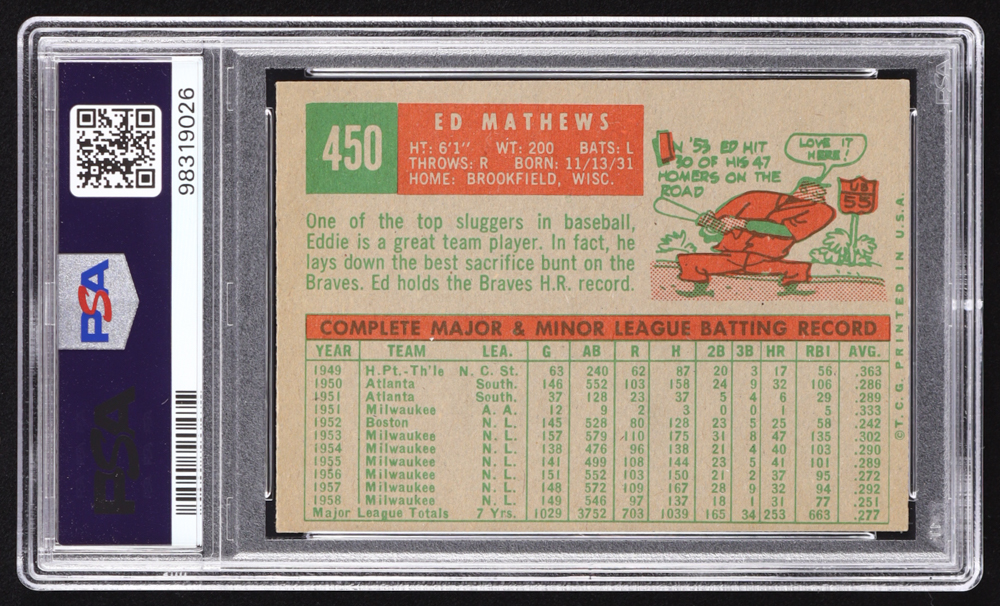 98319026
PSA
PSA
450
ED MATHEWS
HT: 6'1" WT: 200 BATS: L
THROWS: R BORN: 11/13/31
HOME: BROOKFIELD, WISC.
One of the top sluggers in baseball,
Eddie is a great team player. In fact, he
lays down the best sacrifice bunt on the
Braves. Ed holds the Braves H.R. record.
IN '53 ED HIT
30 OF HIS 47
HOMERS ON THE
ROAD
LOVE IT
HERE!
US
55
COMPLETE MAJOR & MINOR LEAGUE BATTING RECORD
YEAR TEAM LEA. G AB R H 2B 3B HR RBI AVG.
1949 H.Pt.-Th'le N. C. St. 63 240 62 87 20 3 17 56 .363
1950 Atlanta South. 146 552 103 158 24 9 32 106 .286
1951 Atlanta South. 37 128 23 37 5 4 6 29 .289
1951 Milwaukee A. A. 12 9 2 3 0 0 1 5 .333
1952 Boston N. L. 145 528 80 128 23 5 25 58 .242
1953 Milwaukee N. L. 157 579 110 175 31 8 47 135 .302
1954 Milwaukee N. L. 138 476 96 138 21 4 40 103 .290
1955 Milwaukee N. L. 141 499 108 144 23 5 41 101 .289
1956 Milwaukee N. L. 151 552 103 150 21 2 37 95 .272
1957 Milwaukee N. L. 148 572 109 167 28 9 32 94 .292
1958 Milwaukee N. L. 149 546 97 137 18 1 31 77 .251
Major League Totals 7 Yrs. 1029 3752 703 1039 165 34 253 663 .277
©T. C. G. PRINTED IN U.S.A.